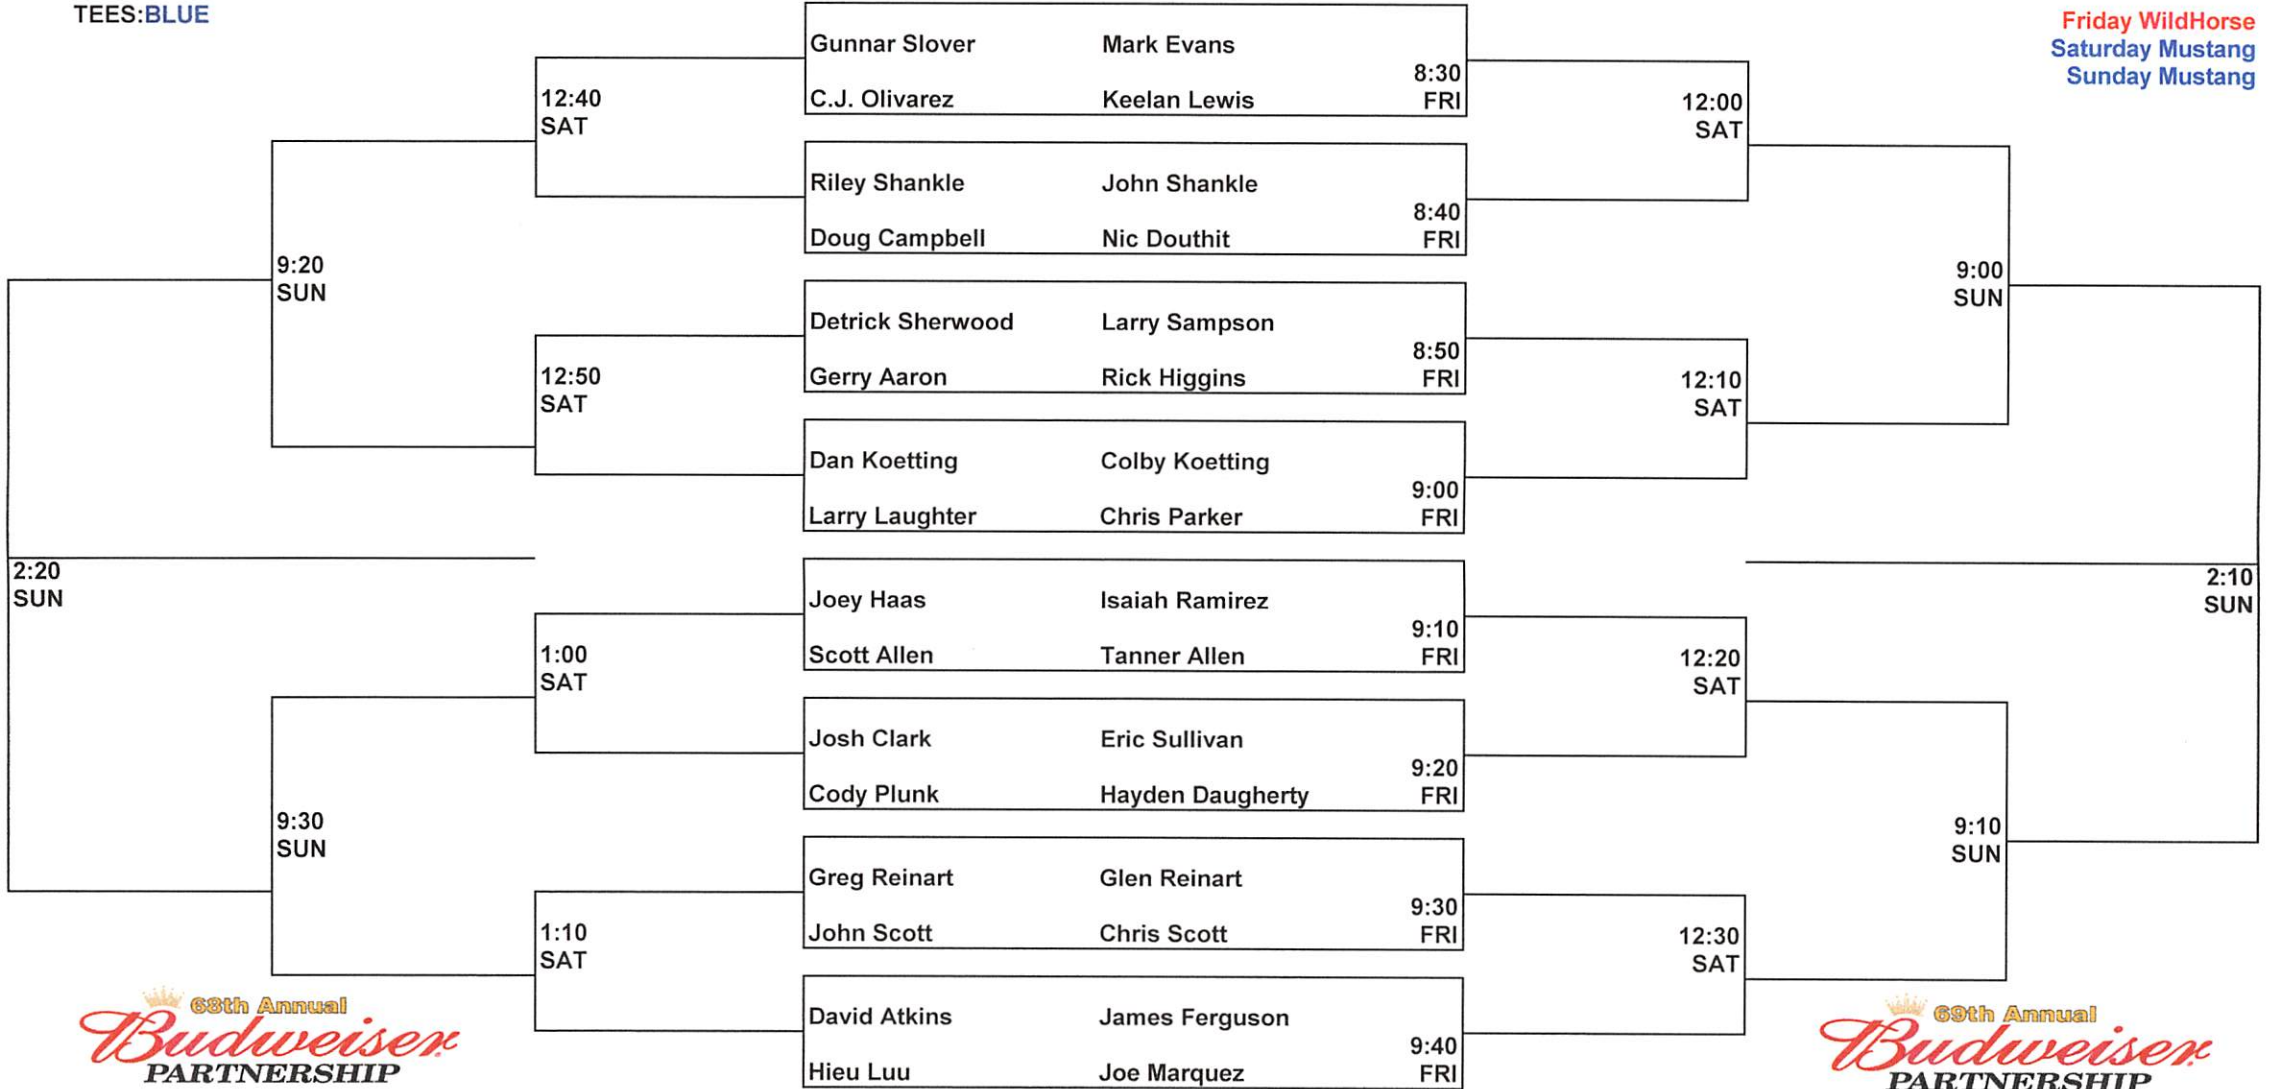 TEES:BLUE
Friday WildHorse
Saturday Mustang
Sunday Mustang
Gunnar Slover Mark Evans
8:30
C.J. Olivarez Keelan Lewis FRI
Riley Shankle John Shankle
8:40
Doug Campbell Nic Douthit FRI
Detrick Sherwood Larry Sampson
8:50
Gerry Aaron Rick Higgins FRI
Dan Koetting Colby Koetting
9:00
Larry Laughter Chris Parker FRI
Joey Haas Isaiah Ramirez
9:10
Scott Allen Tanner Allen FRI
Josh Clark Eric Sullivan
9:20
Cody Plunk Hayden Daugherty FRI
Greg Reinart Glen Reinart
9:30
John Scott Chris Scott FRI
David Atkins James Ferguson
9:40
Hieu Luu Joe Marquez FRI
12:40
SAT
12:50
SAT
1:00
SAT
1:10
SAT
9:20
SUN
9:30
SUN
2:20
SUN
12:00
SAT
12:10
SAT
12:20
SAT
12:30
SAT
9:00
SUN
9:10
SUN
2:10
SUN
68th Annual
Budweiser
PARTNERSHIP
69th Annual
Budweiser
PARTNERSHIP